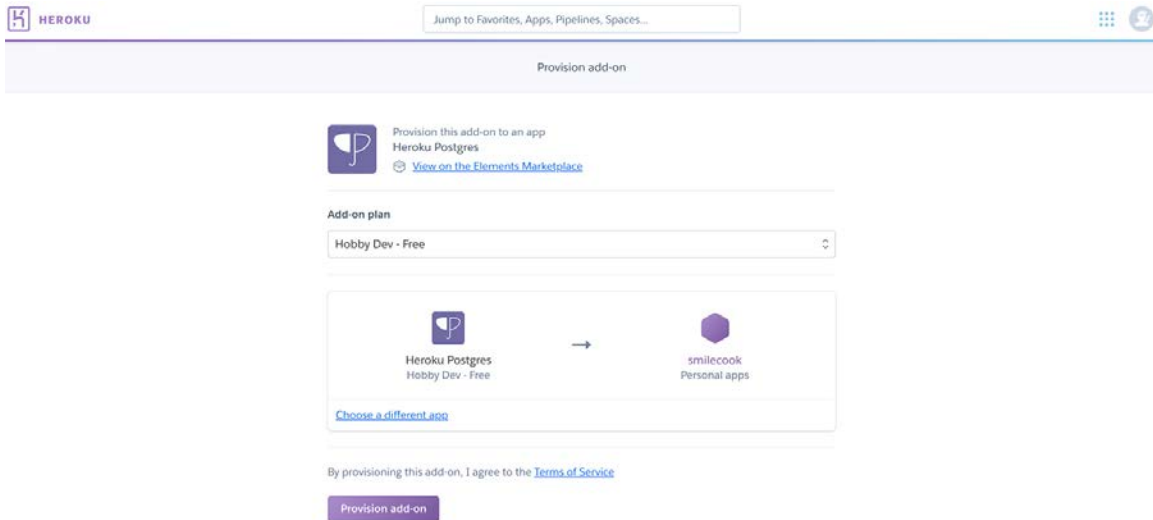 HEROKU
Jump to Favorites, Apps, Pipelines, Spaces...
Provision add-on
Provision this add-on to an app
Heroku Postgres
View on the Elements Marketplace
Add-on plan
Hobby Dev - Free
Heroku Postgres
Hobby Dev - Free
smilecook
Personal apps
Choose a different app
By provisioning this add-on, I agree to the Terms of Service
Provision add-on